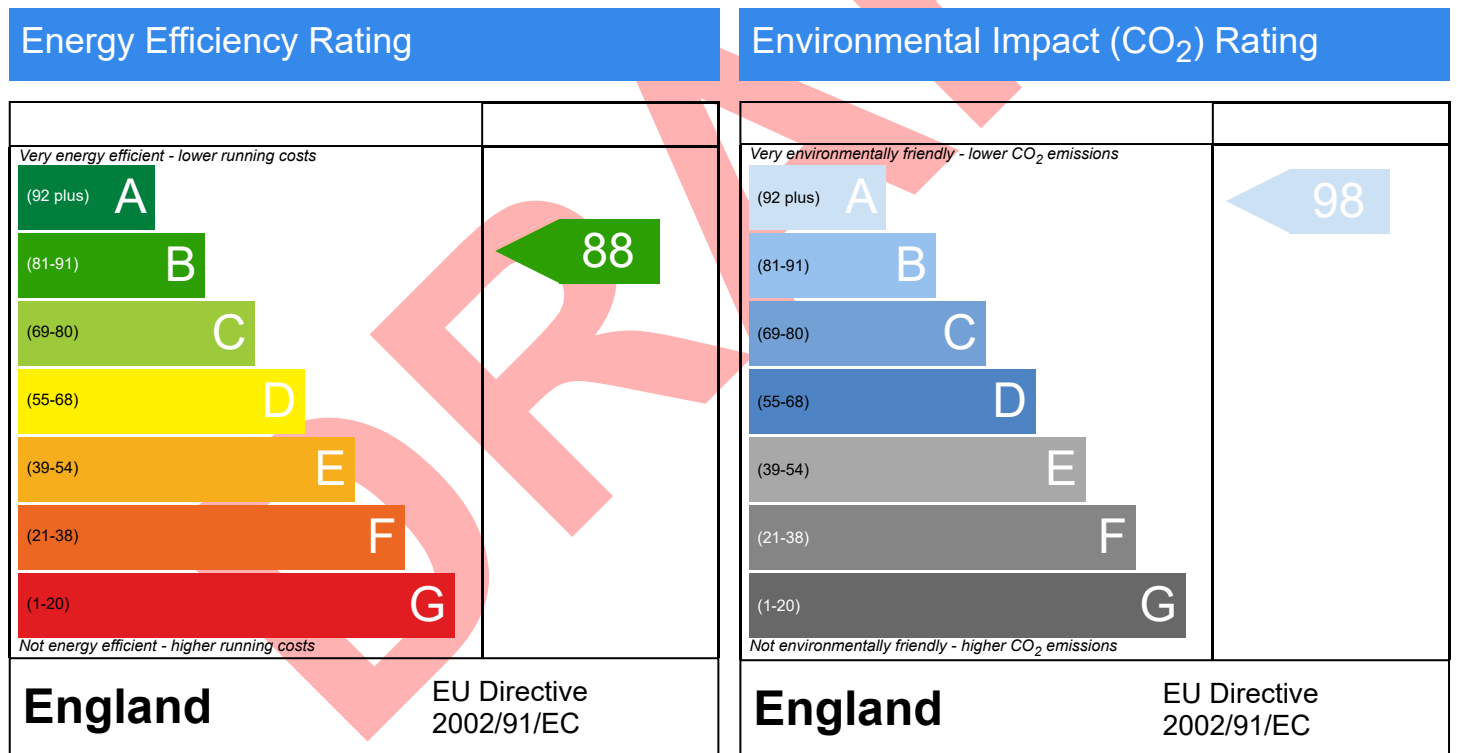 Energy Efficiency Rating
Very energy efficient - lower running costs
(92 plus) A
(81-91) B
88
(69-80) C
(55-68) D
(39-54) E
(21-38) F
(1-20) G
Not energy efficient - higher running costs
England
EU Directive
2002/91/EC
Environmental Impact (CO2) Rating
Very environmentally friendly - lower CO2 emissions
(92 plus) A
98
(81-91) B
(69-80) C
(55-68) D
(39-54) E
(21-38) F
(1-20) G
Not environmentally friendly - higher CO2 emissions
England
EU Directive
2002/91/EC